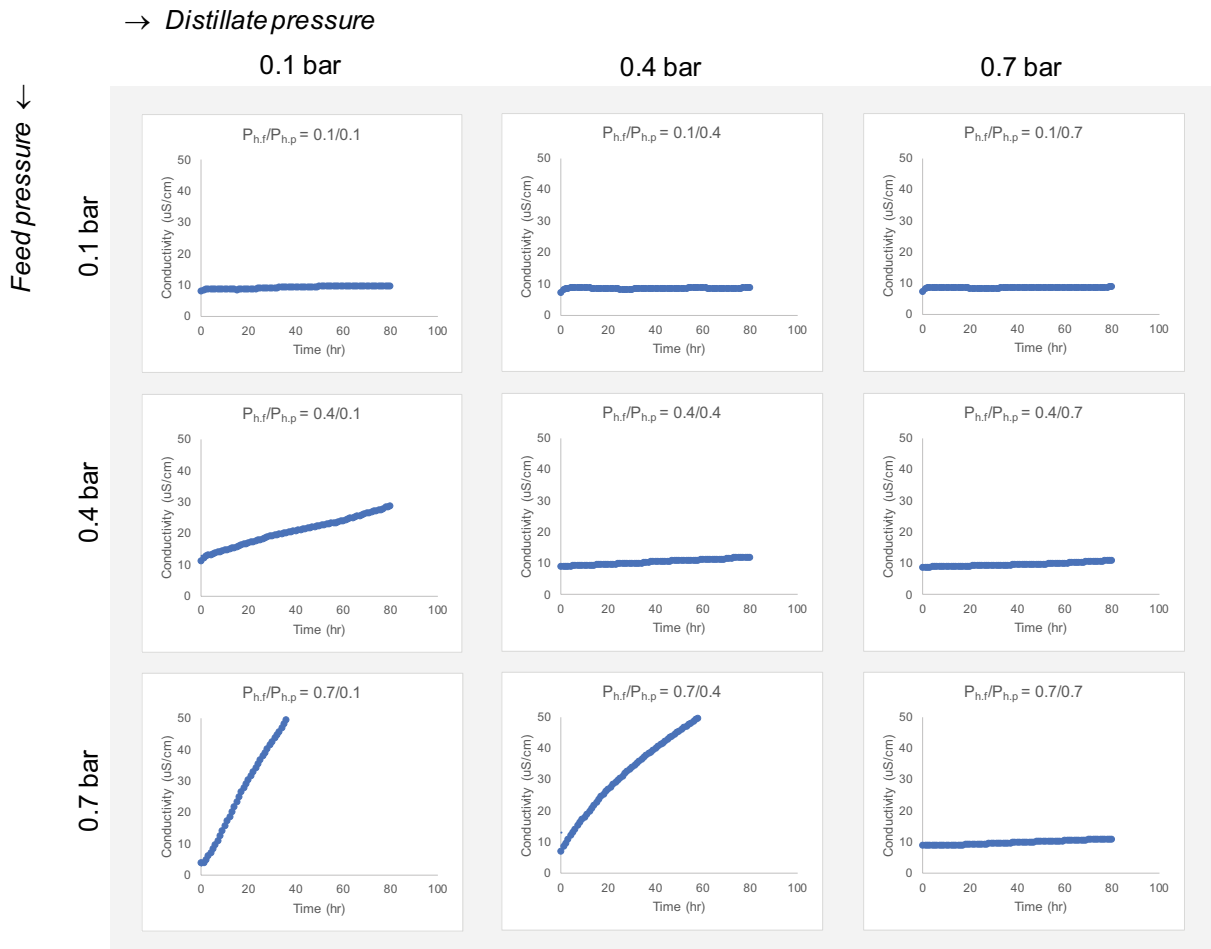 → Distillate pressure
0.1 bar 0.4 bar 0.7 bar
Feed pressure ←
0.1 bar
P_h.f/P_h.p = 0.1/0.1
Conductivity (uS/cm)
50
40
30
20
10
0
0 20 40 60 80 100
Time (hr)
P_h.f/P_h.p = 0.1/0.4
Conductivity (uS/cm)
50
40
30
20
10
0
0 20 40 60 80 100
Time (hr)
P_h.f/P_h.p = 0.1/0.7
Conductivity (uS/cm)
50
40
30
20
10
0
0 20 40 60 80 100
Time (hr)
0.4 bar
P_h.f/P_h.p = 0.4/0.1
Conductivity (uS/cm)
50
40
30
20
10
0
0 20 40 60 80 100
Time (hr)
P_h.f/P_h.p = 0.4/0.4
Conductivity (uS/cm)
50
40
30
20
10
0
0 20 40 60 80 100
Time (hr)
P_h.f/P_h.p = 0.4/0.7
Conductivity (uS/cm)
50
40
30
20
10
0
0 20 40 60 80 100
Time (hr)
0.7 bar
P_h.f/P_h.p = 0.7/0.1
Conductivity (uS/cm)
50
40
30
20
10
0
0 20 40 60 80 100
Time (hr)
P_h.f/P_h.p = 0.7/0.4
Conductivity (uS/cm)
50
40
30
20
10
0
0 20 40 60 80 100
Time (hr)
P_h.f/P_h.p = 0.7/0.7
Conductivity (uS/cm)
50
40
30
20
10
0
0 20 40 60 80 100
Time (hr)